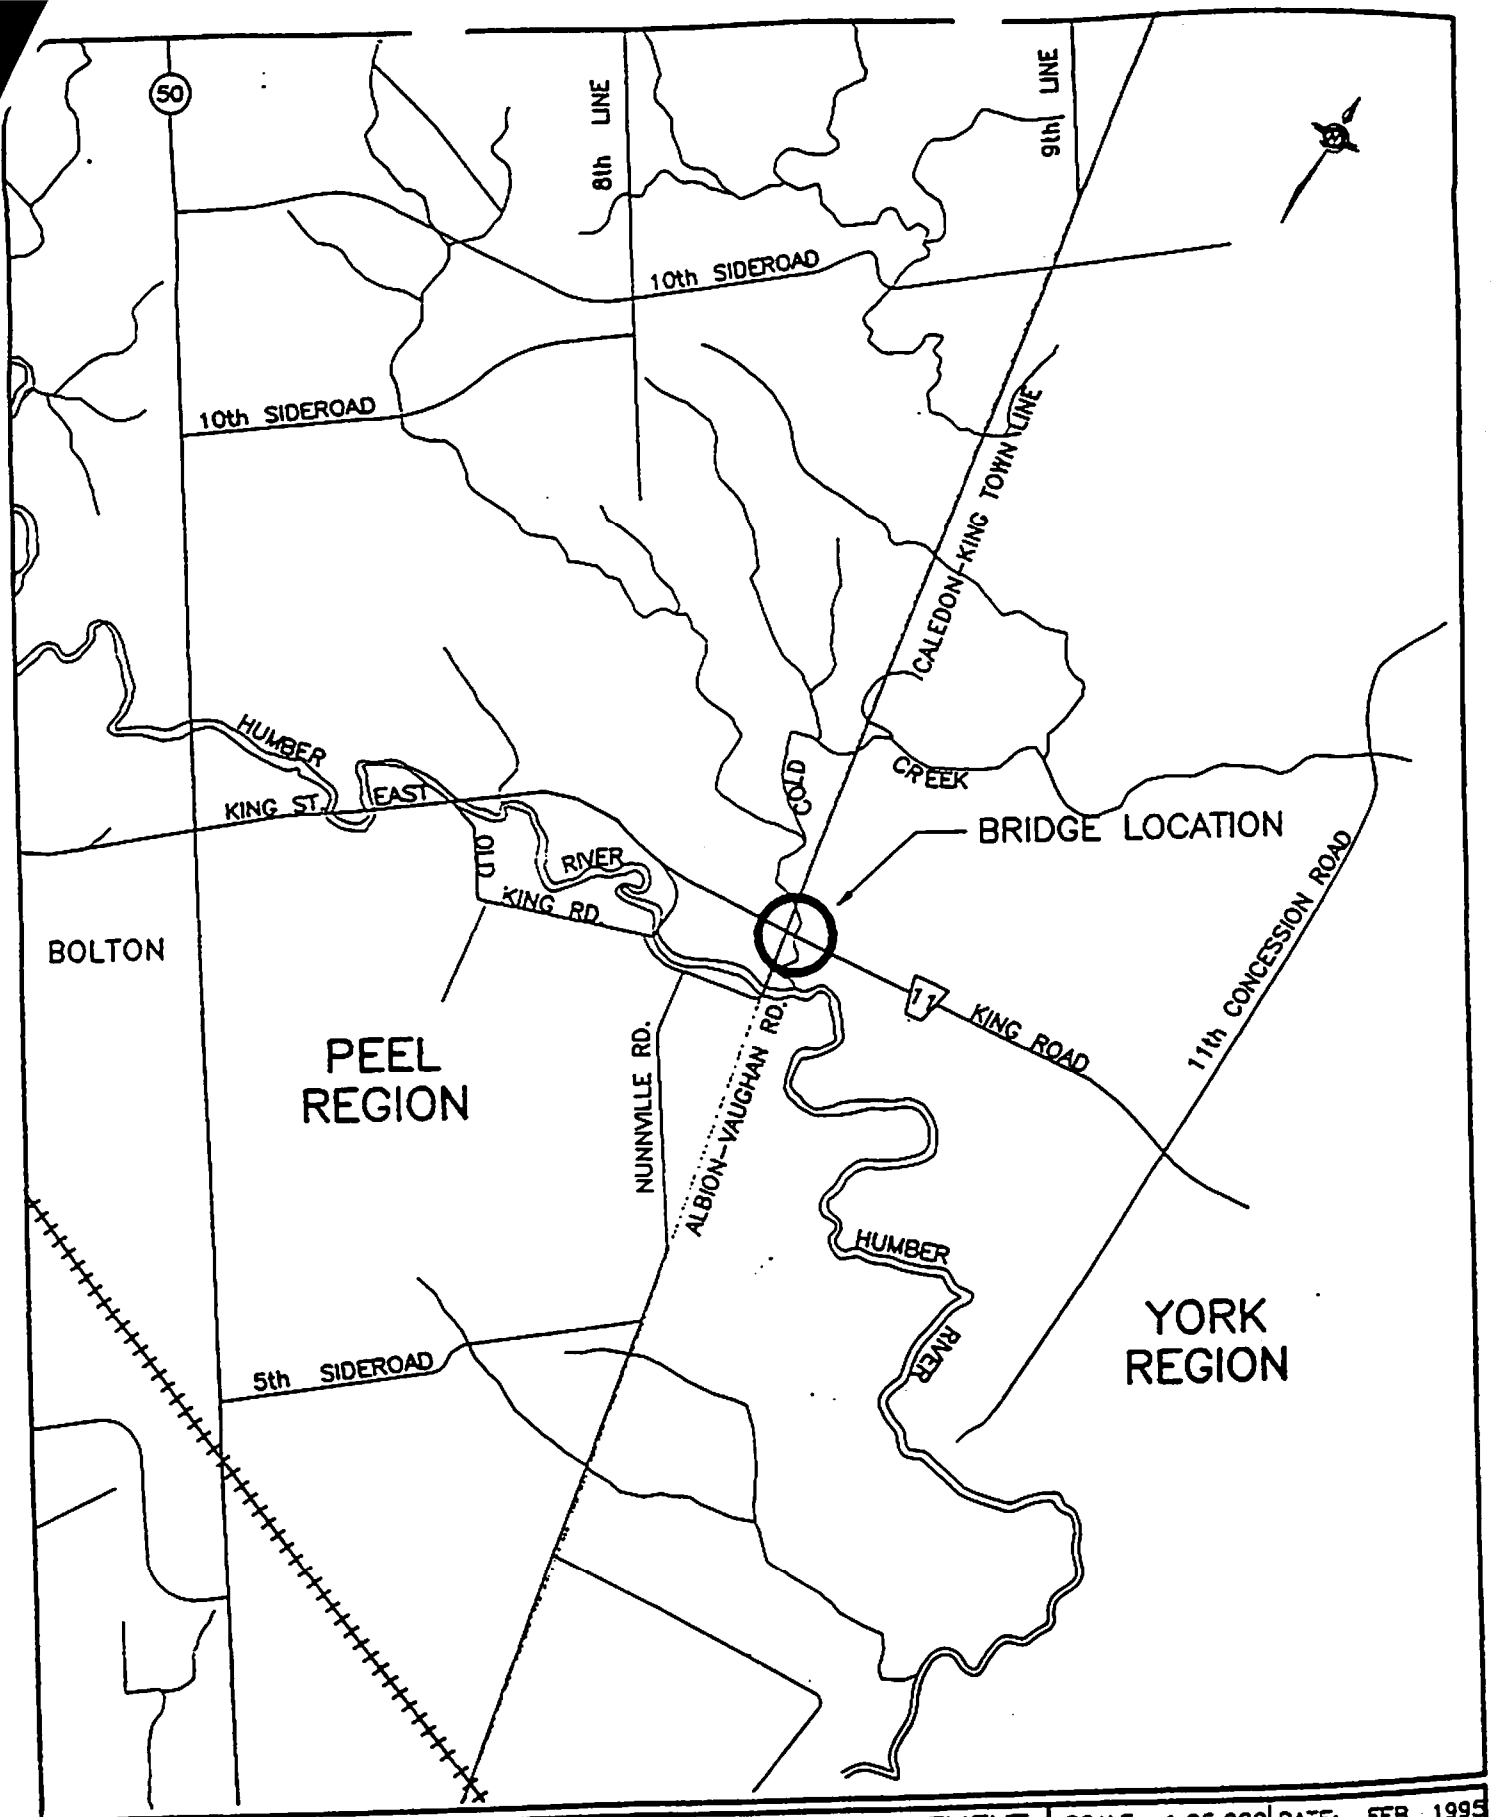 50
8th LINE
9th LINE
10th SIDEROAD
10th SIDEROAD
CALEDON-KING TOWN LINE
HUMBER
KING ST. EAST
COLD
CREEK
BRIDGE LOCATION
OLD
RIVER
KING RD.
BOLTON
11
KING ROAD
11th CONCESSION ROAD
PEEL
REGION
NUNNVILLE RD.
ALBION-VAUGHAN RD.
HUMBER
RIVER
YORK
REGION
5th SIDEROAD
DATE: FEB 1995